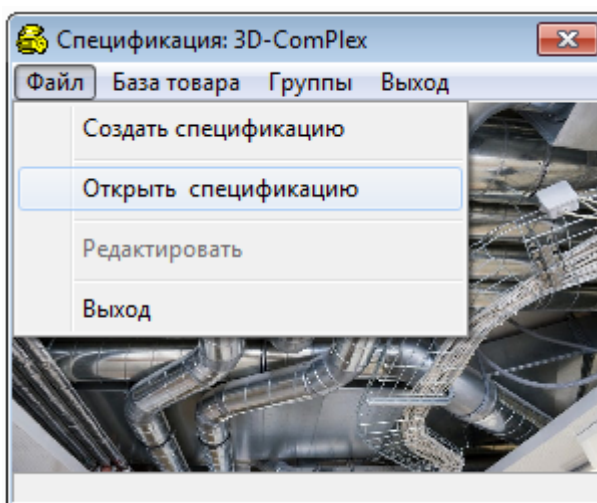 Спецификация: 3D-ComPlex
Файл База товара Группы Выход
Создать спецификацию
Открыть спецификацию
Редактировать
Выход